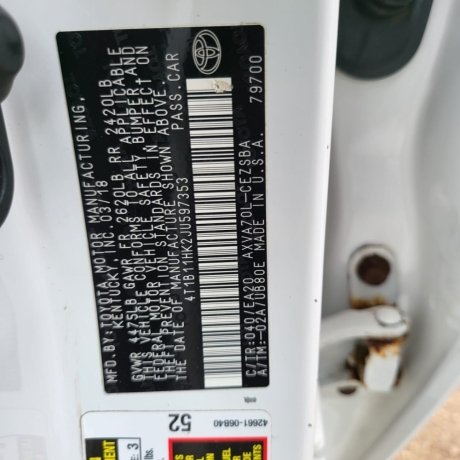 MFD.BY:TOYOTA MOTOR MANUFACTURING,
KENTUCKY, INC. 03/18
GVWR 4475LB GAWR FR 2620LB RR 2420LB
THIS VEHICLE CONFORMS TO ALL APPLICABLE
FEDERAL MOTOR VEHICLE SAFETY, BUMPER, AND
THEFT PREVENTION STANDARDS IN EFFECT ON
THE DATE OF MANUFACTURE SHOWN ABOVE.
4T1B11HK2JU597353 PASS.CAR
C/TR:040/EA20 AXVA70L-CEZSBA
A/TM:-02A/UB80E MADE IN U.S.A. 79700
42661-06B40
52